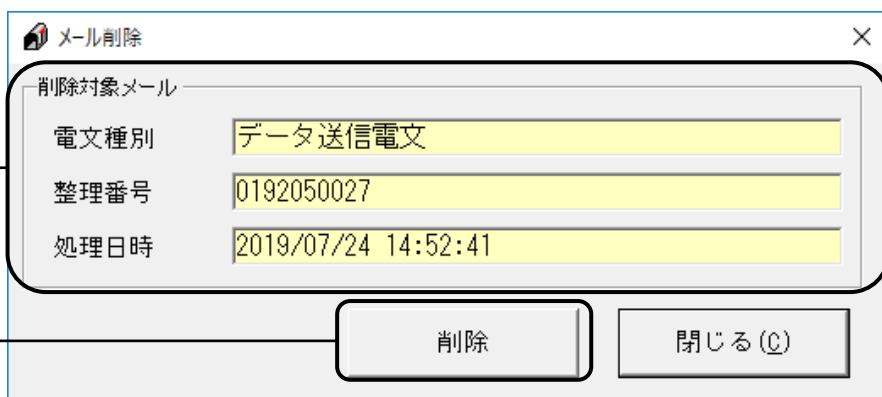 メール削除
削除対象メール
電文種別 データ送信電文
整理番号 0192050027
処理日時 2019/07/24 14:52:41
削除 閉じる(C)